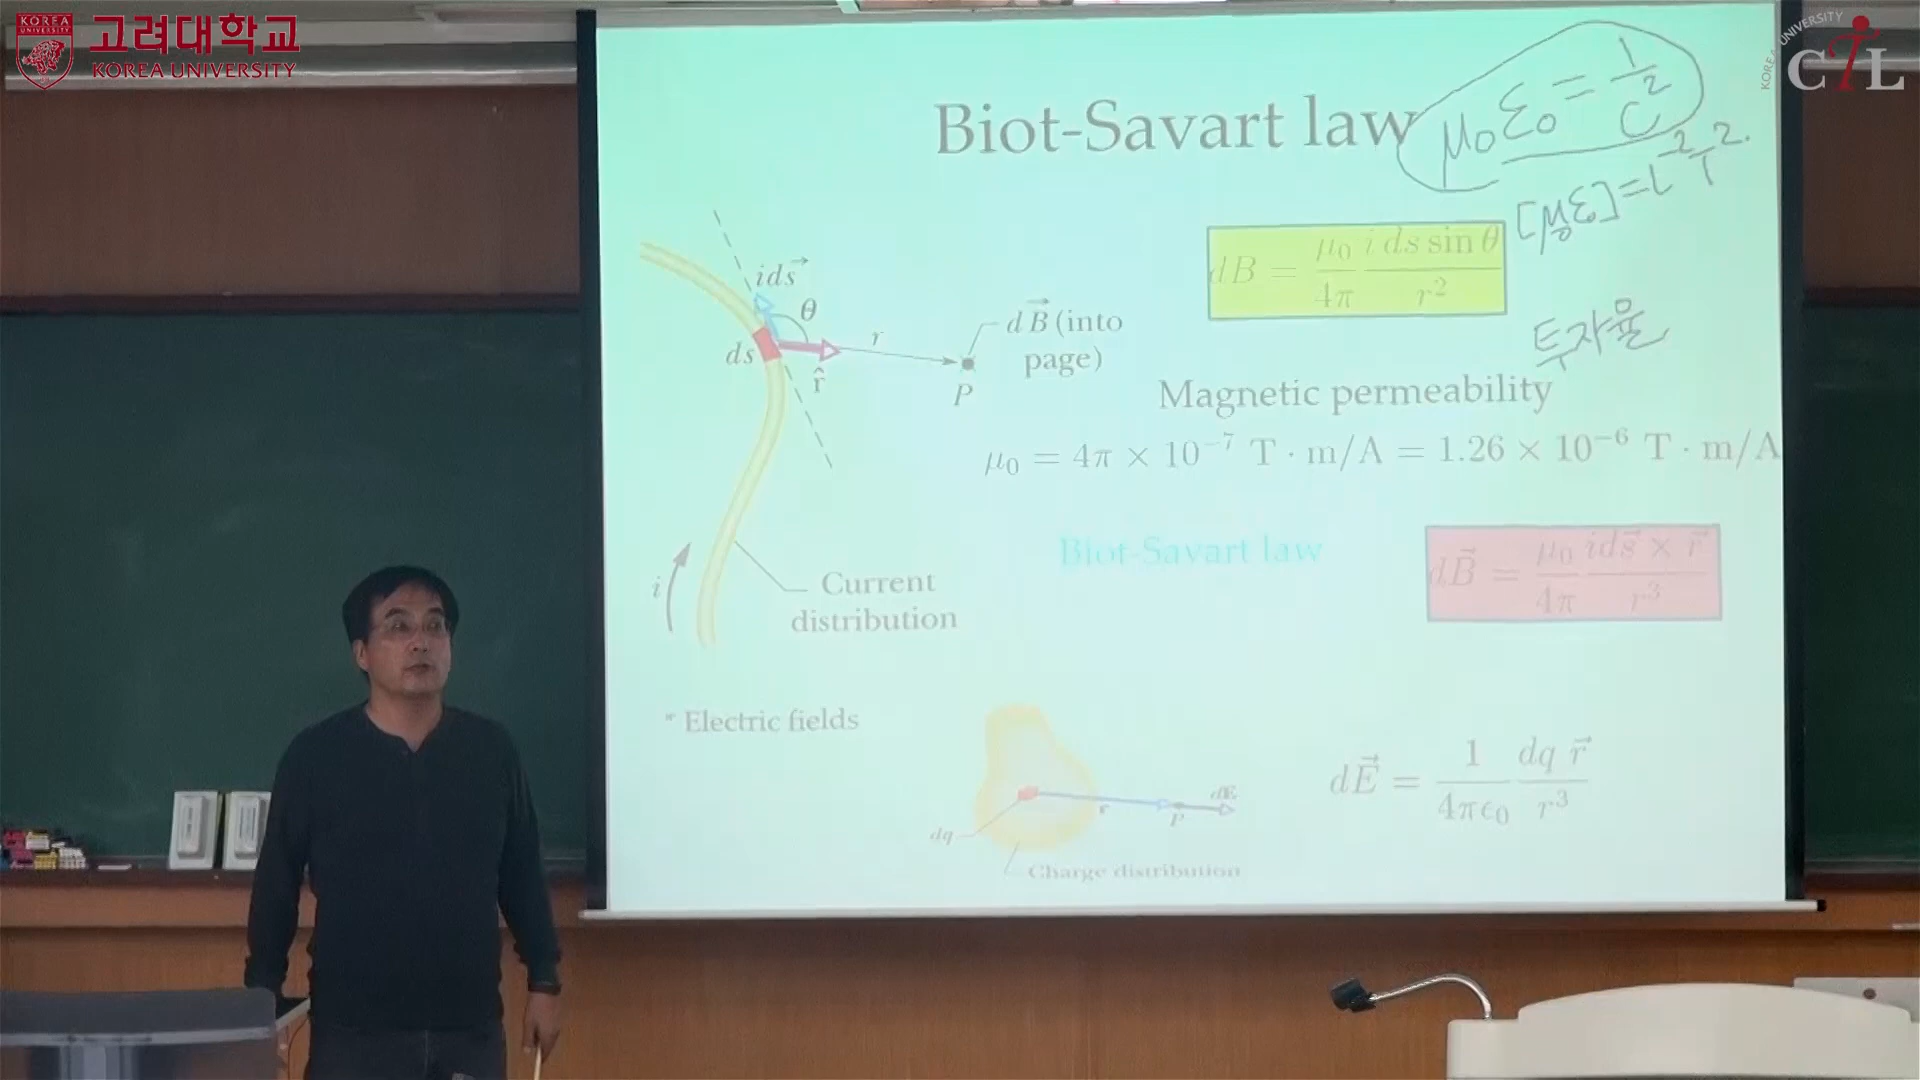 KOREA
UNIVERSITY
고려대학교
KOREA UNIVERSITY
KOREA UNIVERSITY
CTL
Biot-Savart law
μ₀ε₀ = 1/c²
[μ₀ε₀] = L⁻²T².
dB = μ₀/4π i ds sin θ/r²
투자율
ids⃗
θ
ds
r̂
r
P
dB⃗ (into
page)
Magnetic permeability
μ₀ = 4π × 10⁻⁷ T · m/A = 1.26 × 10⁻⁶ T · m/A
i
Current
distribution
Biot-Savart law
dB⃗ = μ₀/4π ids⃗ × r⃗/r³
* Electric fields
dq
r
P
dE
Charge distribution
dE⃗ = 1/4πϵ₀ dq r⃗/r³